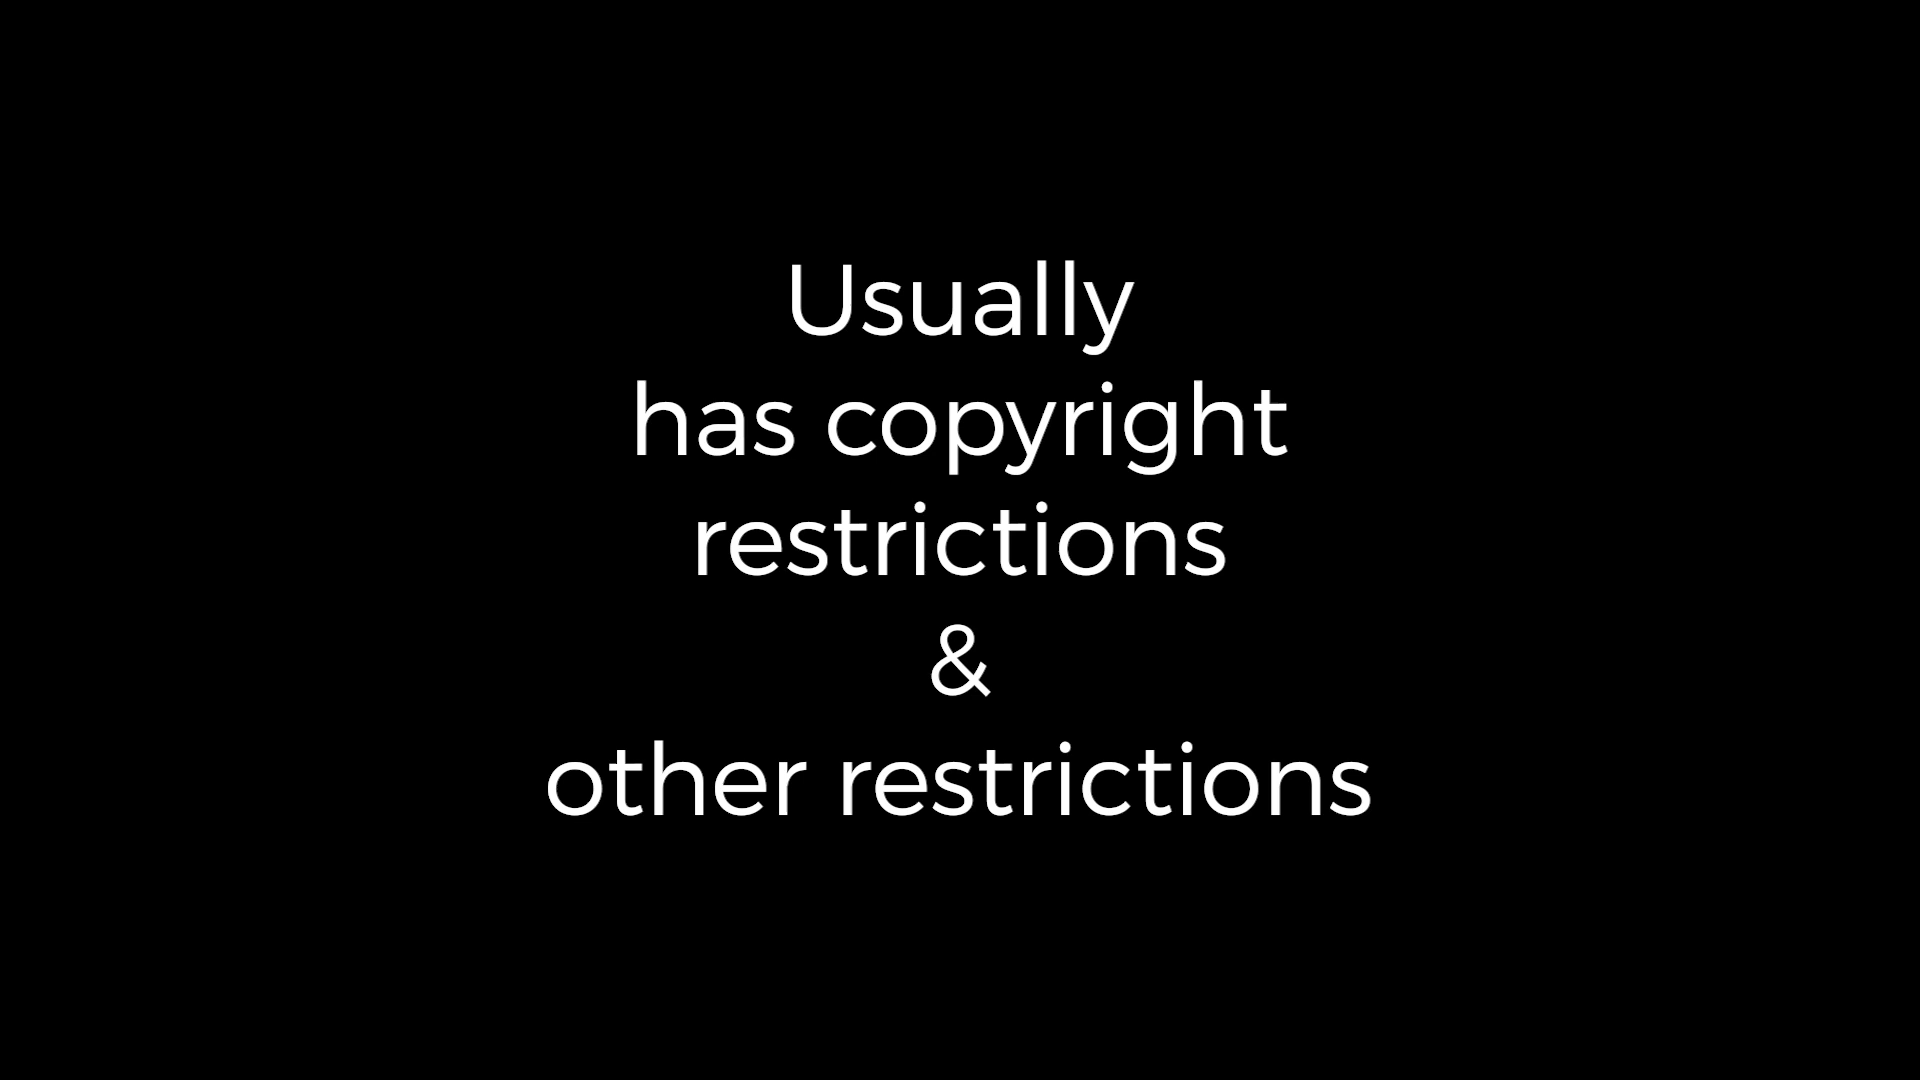 Usually
has copyright
restrictions
&
other restrictions